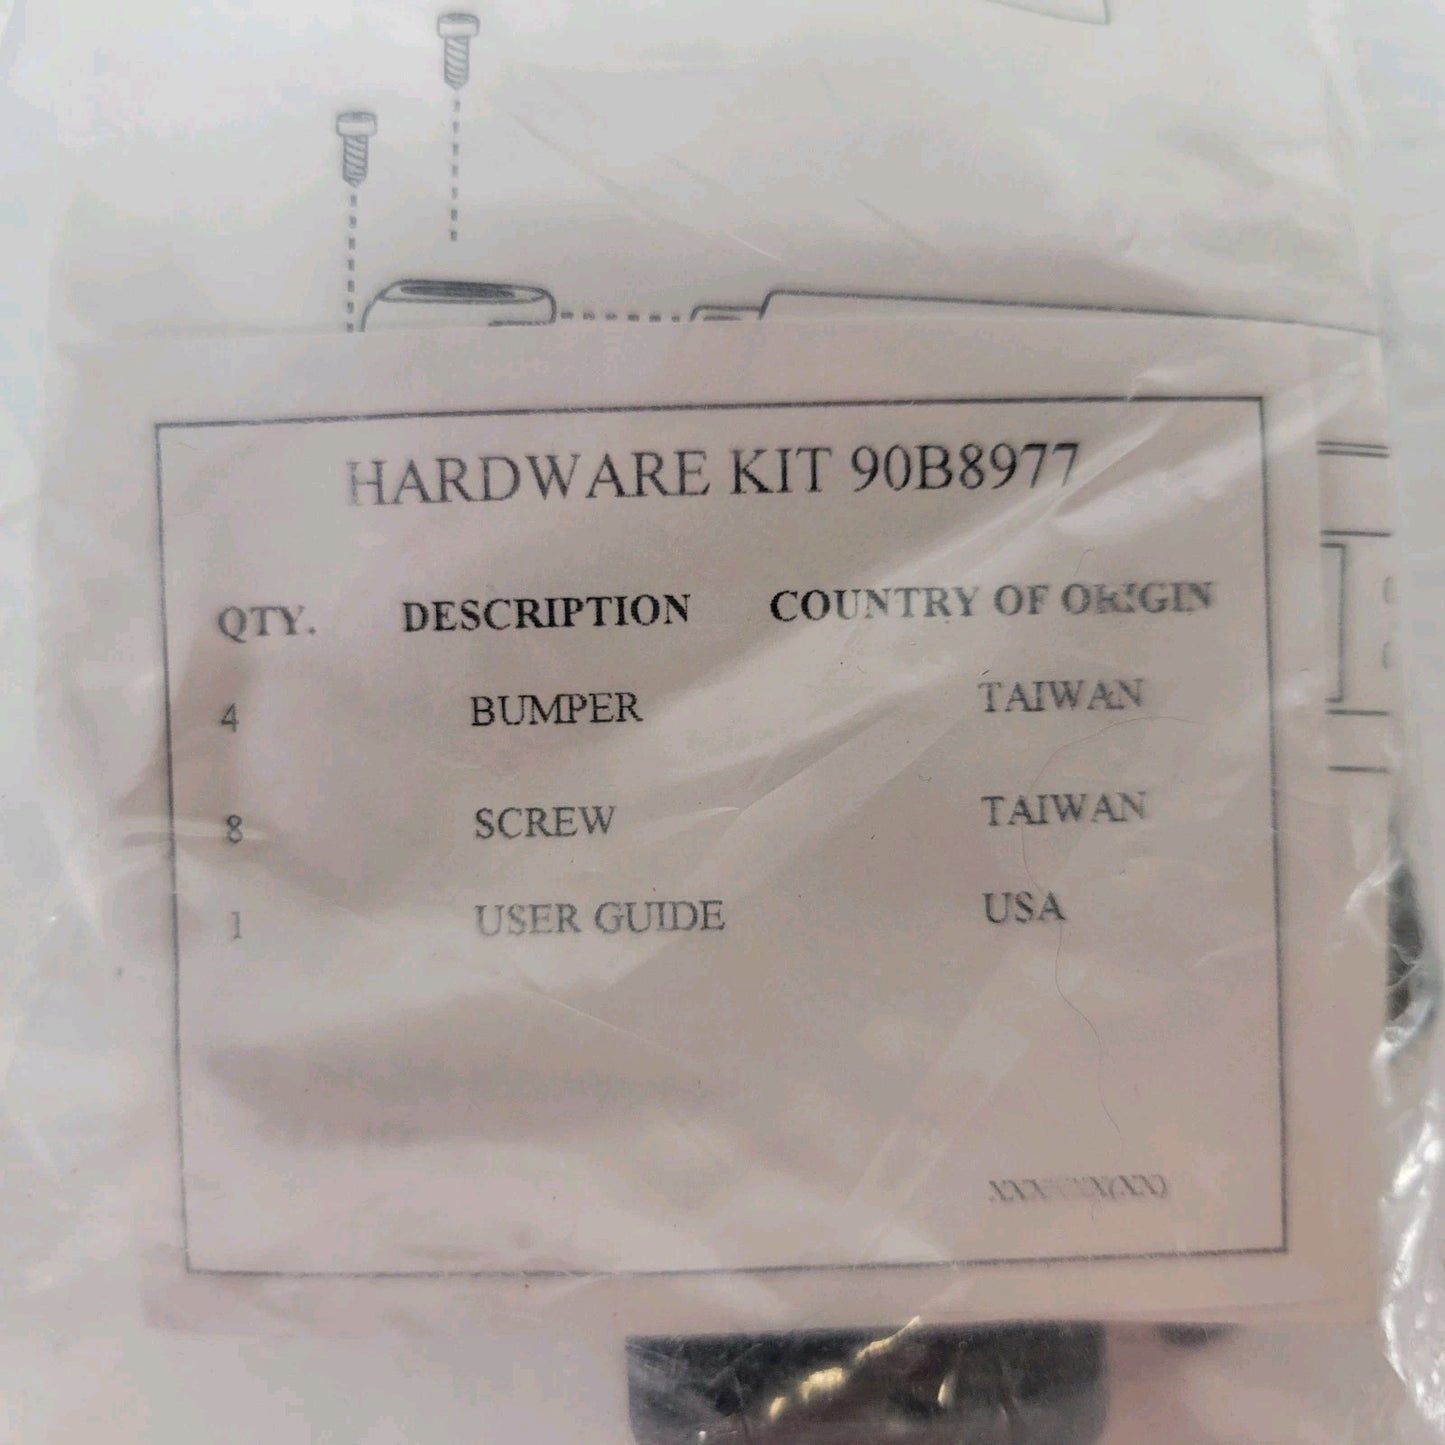 HARDWARE KIT 90B8977
QTY. DESCRIPTION COUNTRY OF ORIGIN
4 BUMPER TAIWAN
8 SCREW TAIWAN
1 USER GUIDE USA